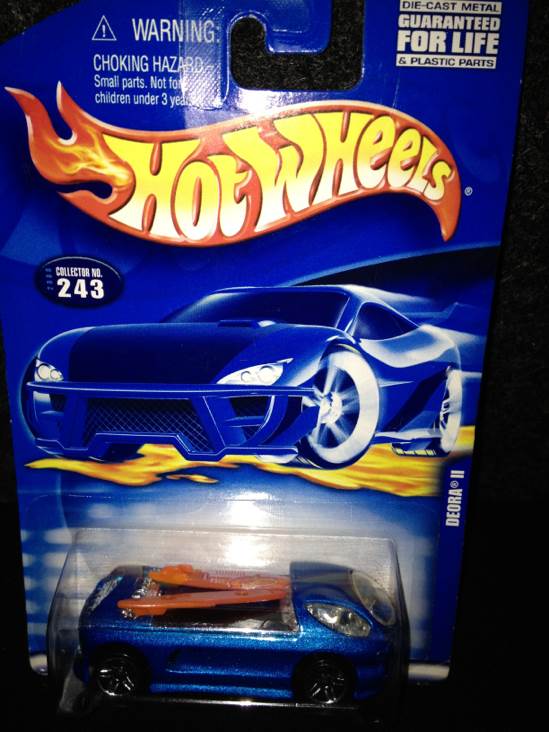 WARNING:
CHOKING HAZARD
Small parts. Not for
children under 3 years
DIE-CAST METAL
GUARANTEED
FOR LIFE
& PLASTIC PARTS
HOT WHEELS®
2000
COLLECTOR NO.
243
DEORA® II